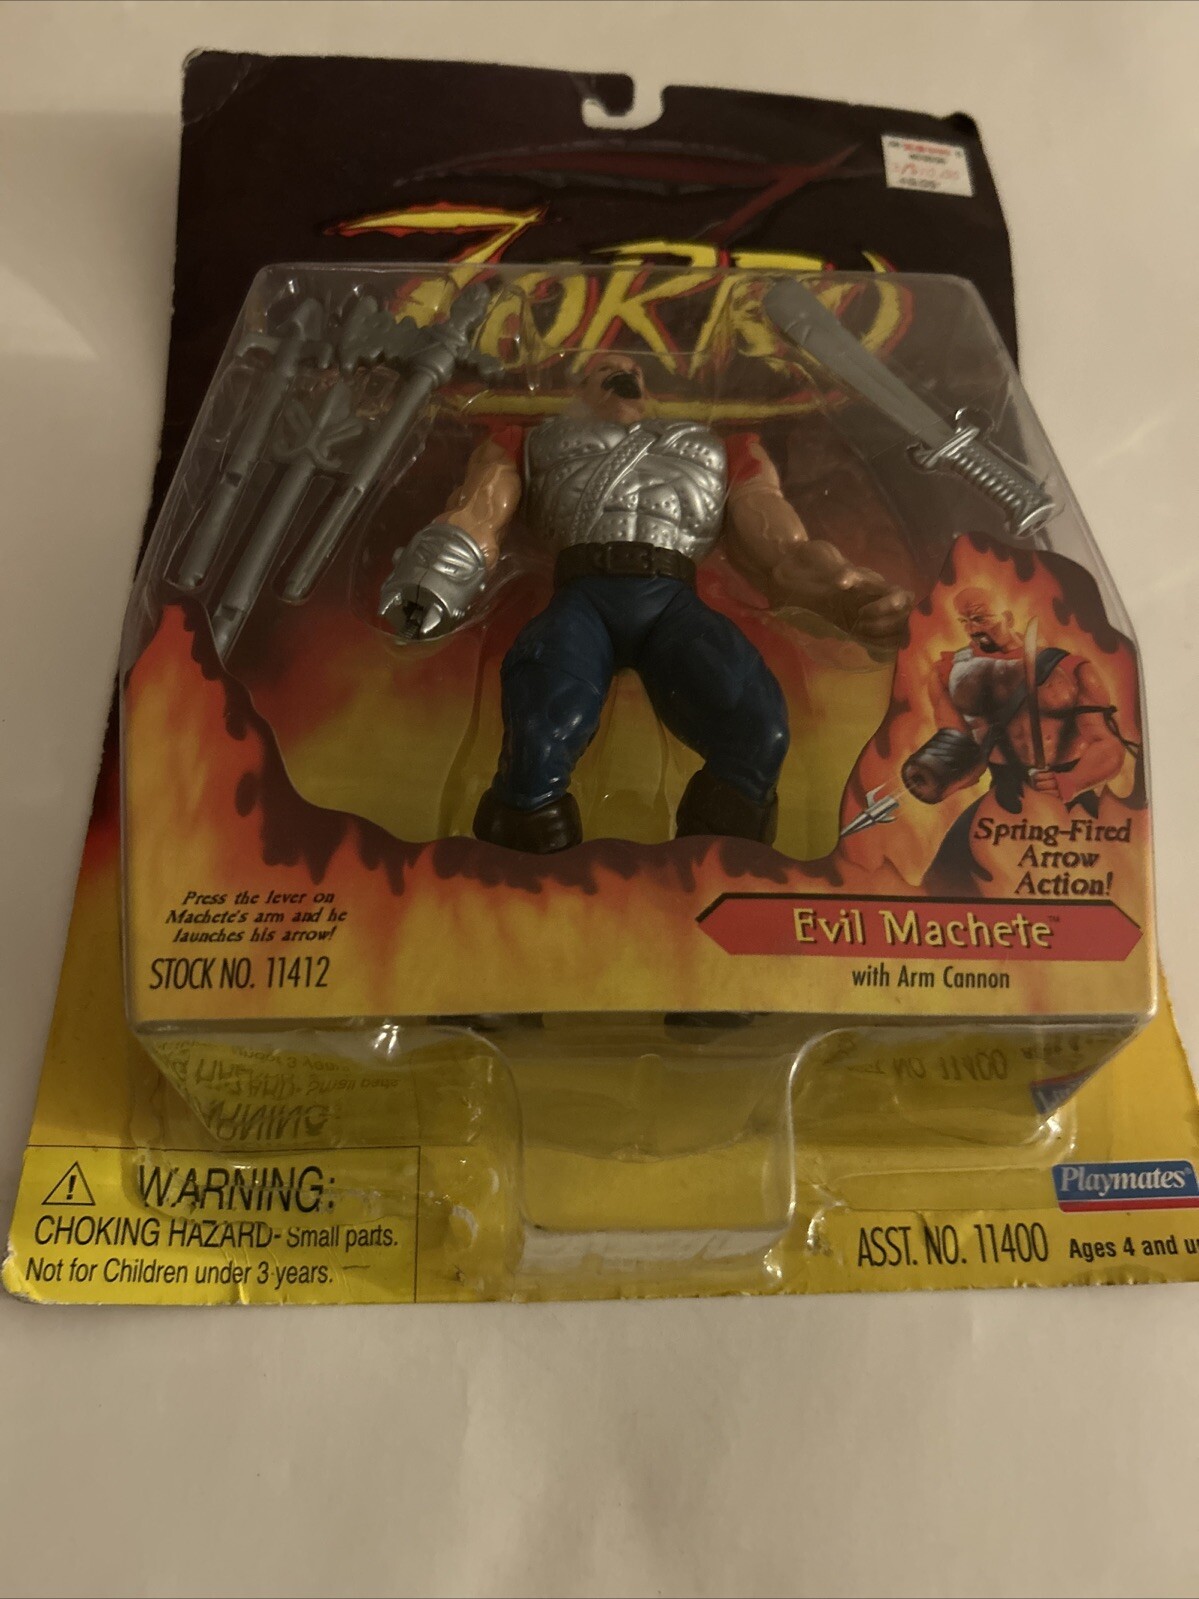 ZORRO
Press the lever on
Machete's arm and he
launches his arrow!
STOCK NO. 11412
Spring-Fired
Arrow
Action!
Evil Machete™
with Arm Cannon
WARNING:
CHOKING HAZARD- Small parts.
Not for Children under 3 years.
Playmates®
ASST. NO. 11400 Ages 4 and